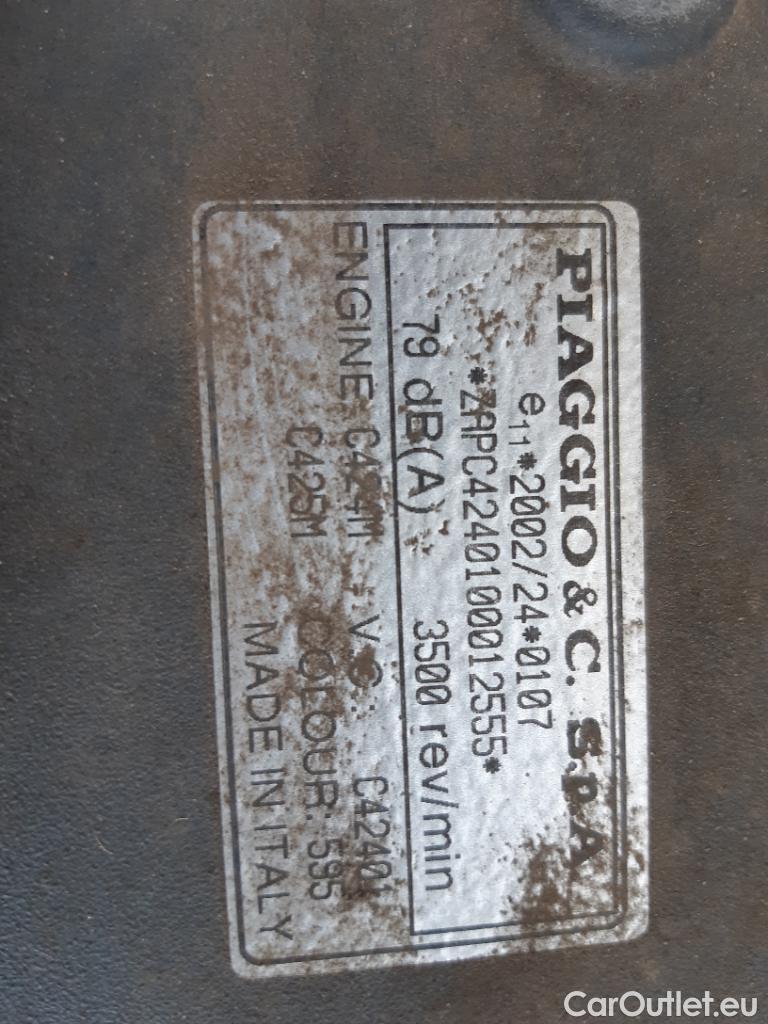 PIAGGIO & C. S.P.A
e11*2002/24*0107
*ZAPC4240100012555*
79 dB(A) 3500 rev/min
ENGINE C424M V.C.: C42401
C425M COLOUR: 595
MADE IN ITALY
CarOutlet.eu